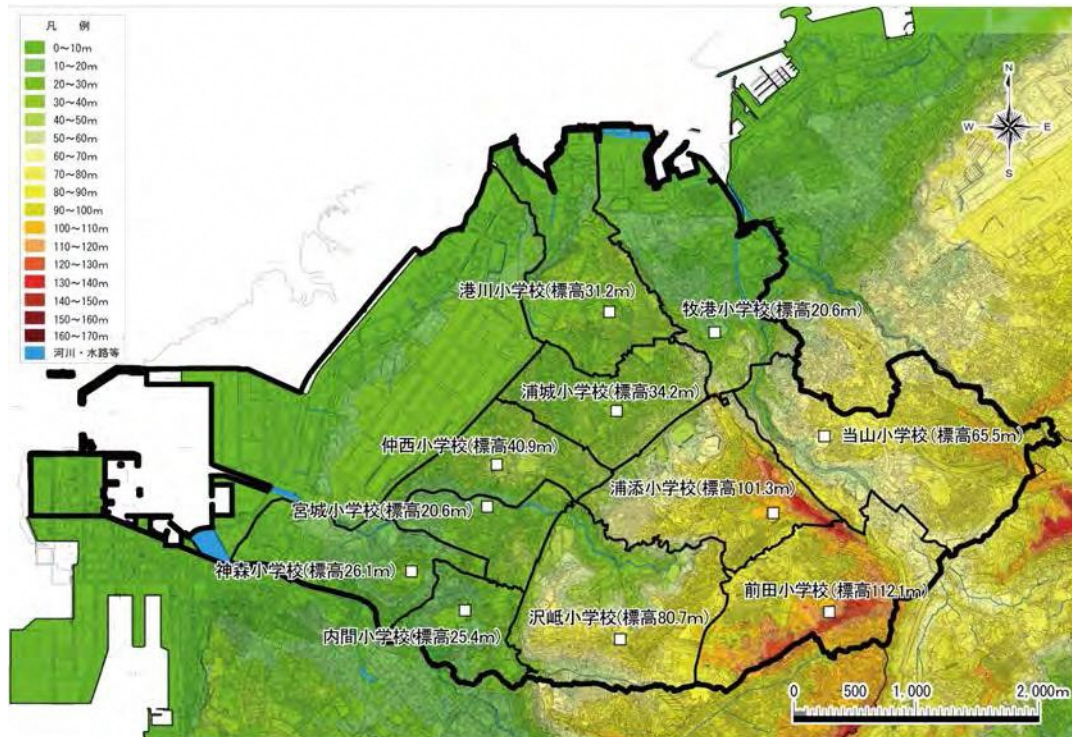 凡 例
0～10m
10～20m
20～30m
30～40m
40～50m
50～60m
60～70m
70～80m
80～90m
90～100m
100～110m
110～120m
120～130m
130～140m
140～150m
150～160m
160～170m
河川・水路等
N
W E
S
港川小学校(標高31.2m)
牧港小学校(標高20.6m)
浦城小学校(標高34.2m)
仲西小学校(標高40.9m)
当山小学校(標高65.5m)
浦添小学校(標高101.3m)
宮城小学校(標高20.6m)
神森小学校(標高26.1m)
前田小学校(標高112.1m)
沢岻小学校(標高80.7m)
内間小学校(標高25.4m)
0 500 1,000 2,000m